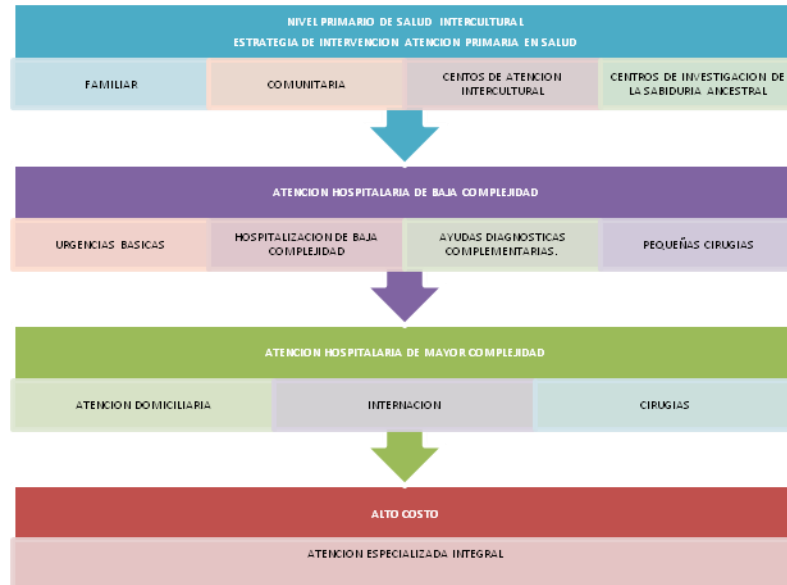 NIVEL PRIMARIO DE SALUD INTERCULTURAL
ESTRATEGIA DE INTERVENCION ATENCION PRIMARIA EN SALUD
FAMILIAR
COMUNITARIA
CENTOS DE ATENCION
INTERCULTURAL
CENTROS DE INVESTIGACION DE
LA SABIDURIA ANCESTRAL
ATENCION HOSPITALARIA DE BAJA COMPLEJIDAD
URGENCIAS BASICAS
HOSPITALIZACION DE BAJA
COMPLEJIDAD
AYUDAS DIAGNOSTICAS
COMPLEMENTARIAS.
PEQUEÑAS CIRUGIAS
ATENCION HOSPITALARIA DE MAYOR COMPLEJIDAD
ATENCION DOMICILIARIA
INTERNACION
CIRUGIAS
ALTO COSTO
ATENCION ESPECIALIZADA INTEGRAL